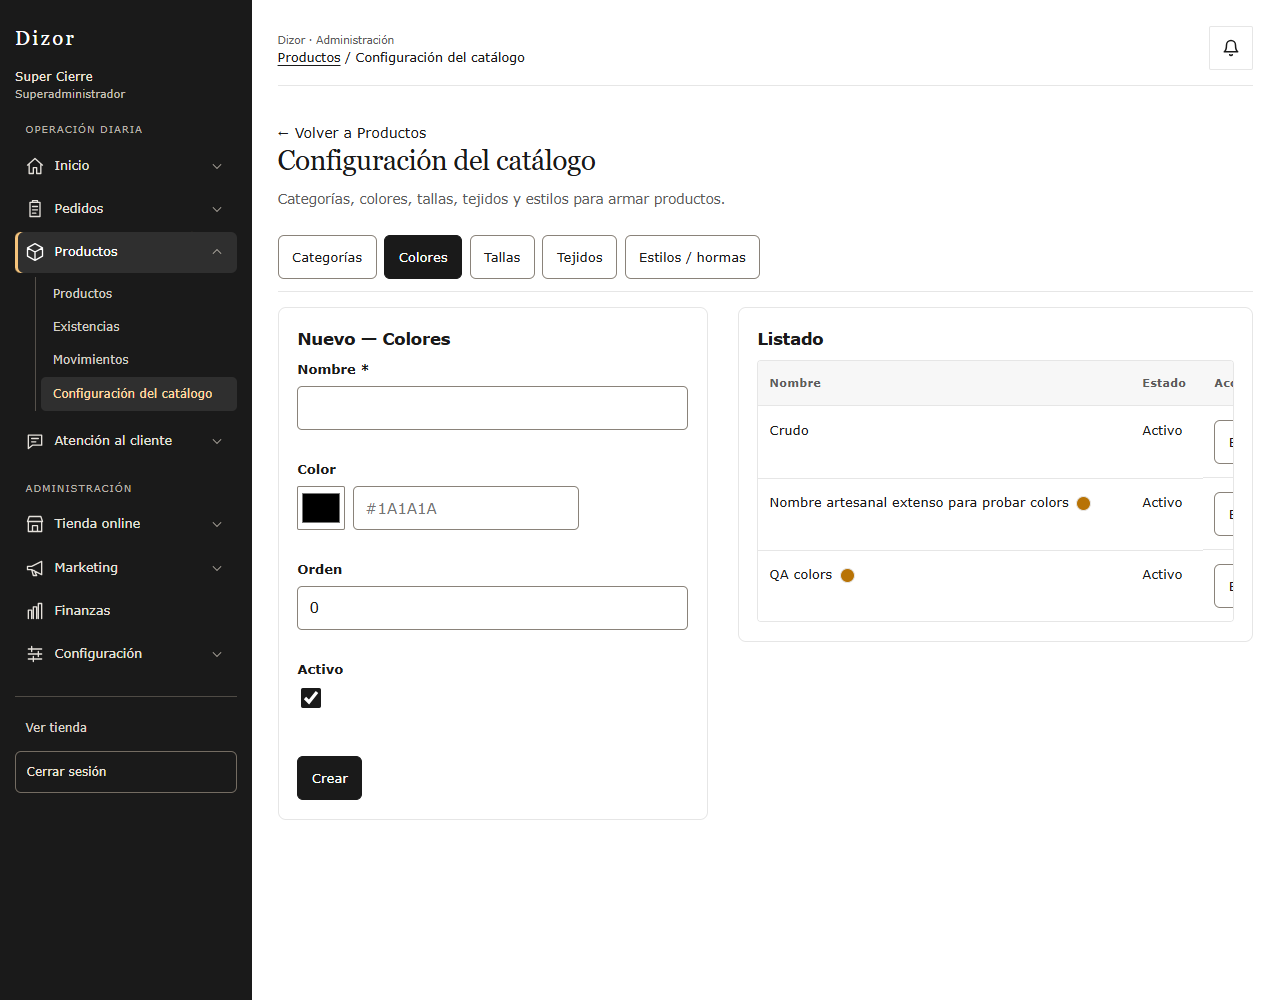 Dizor
Super Cierre
Superadministrador
OPERACIÓN DIARIA
Inicio
Pedidos
Productos
Productos
Existencias
Movimientos
Configuración del catálogo
Atención al cliente
ADMINISTRACIÓN
Tienda online
Marketing
Finanzas
Configuración
Ver tienda
Cerrar sesión
Dizor · Administración
Productos / Configuración del catálogo
← Volver a Productos
Configuración del catálogo
Categorías, colores, tallas, tejidos y estilos para armar productos.
Categorías Colores Tallas Tejidos Estilos / hormas
Nuevo — Colores
Nombre *
Color
#1A1A1A
Orden
0
Activo
Crear
Listado
Nombre Estado
Crudo Activo
Nombre artesanal extenso para probar colors Activo
QA colors Activo